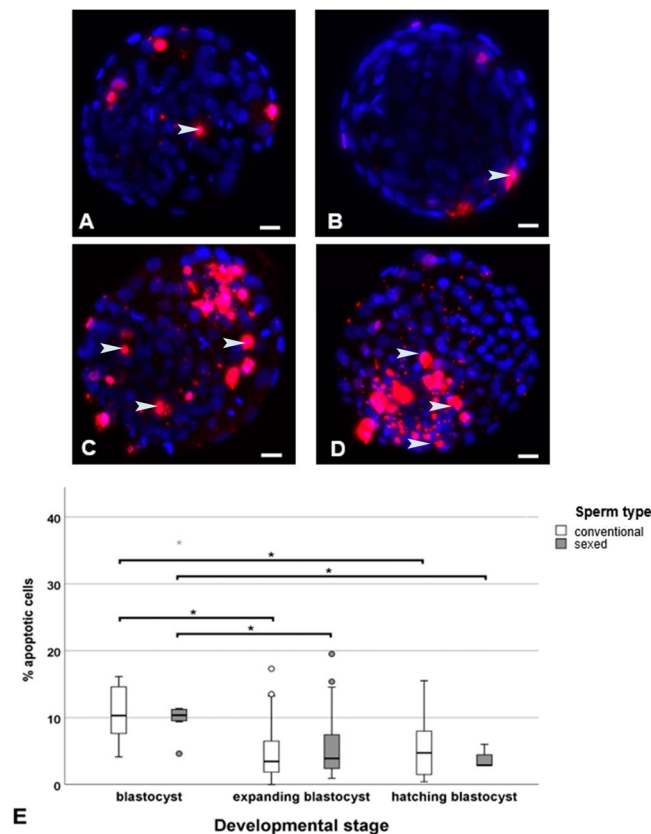 A
B
C
D
Sperm type
conventional
sexed
40
*
*
*
30
*
*
20
10
0
% apoptotic cells
blastocyst
expanding blastocyst
hatching blastocyst
E
Developmental stage